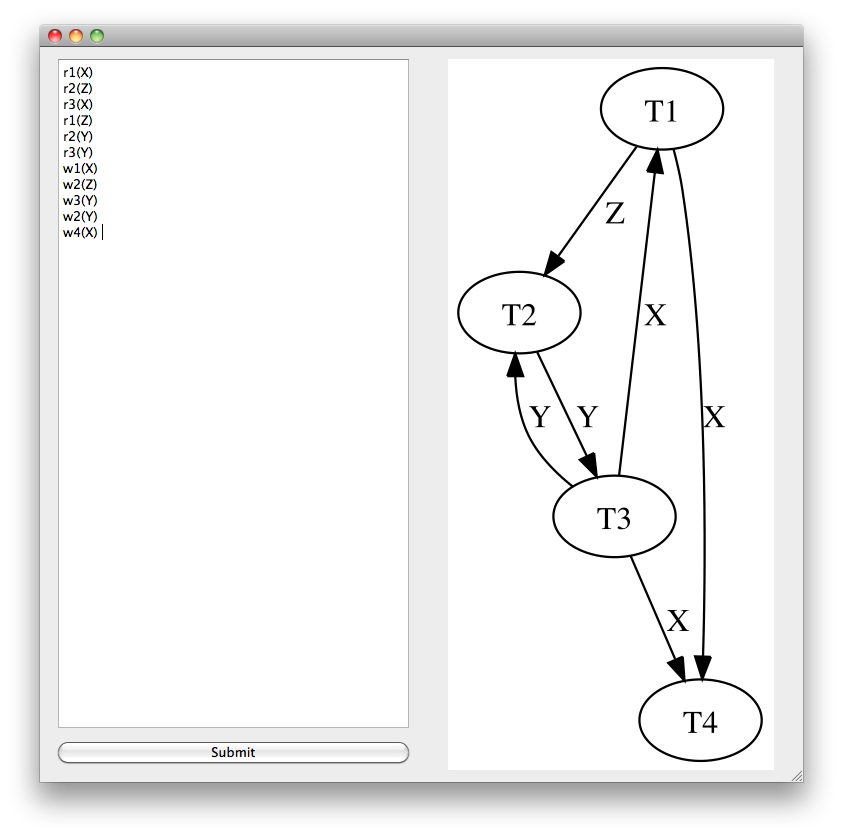 r1(X)
r2(Z)
r3(X)
r1(Z)
r2(Y)
r3(Y)
w1(X)
w2(Z)
w3(Y)
w2(Y)
w4(X)
Submit
T1
Z
T2
X
Y
Y
X
T3
X
T4